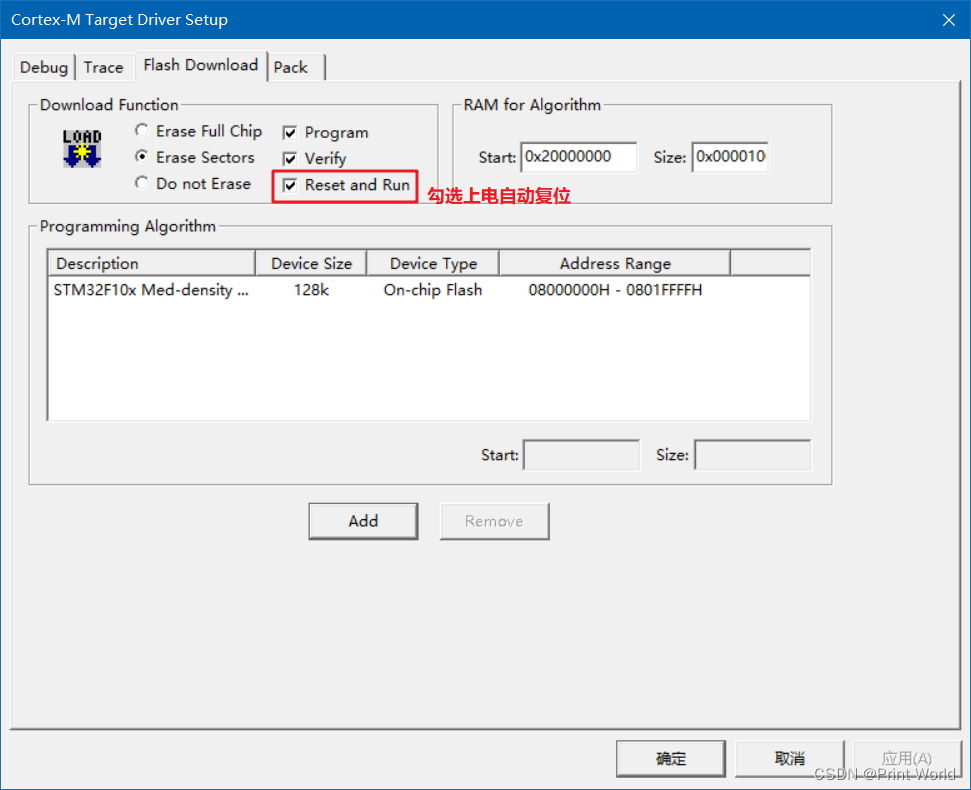 Cortex-M Target Driver Setup
Debug Trace Flash Download Pack
Download Function
LOAD
Erase Full Chip
Erase Sectors
Do not Erase
Program
Verify
Reset and Run
勾选上电自动复位
RAM for Algorithm
Start: 0x20000000 Size: 0x000010
Programming Algorithm
Description Device Size Device Type Address Range
STM32F10x Med-density ... 128k On-chip Flash 08000000H - 0801FFFFH
Start: Size:
Add Remove
确定 取消 应用(A)
CSDN @Print World